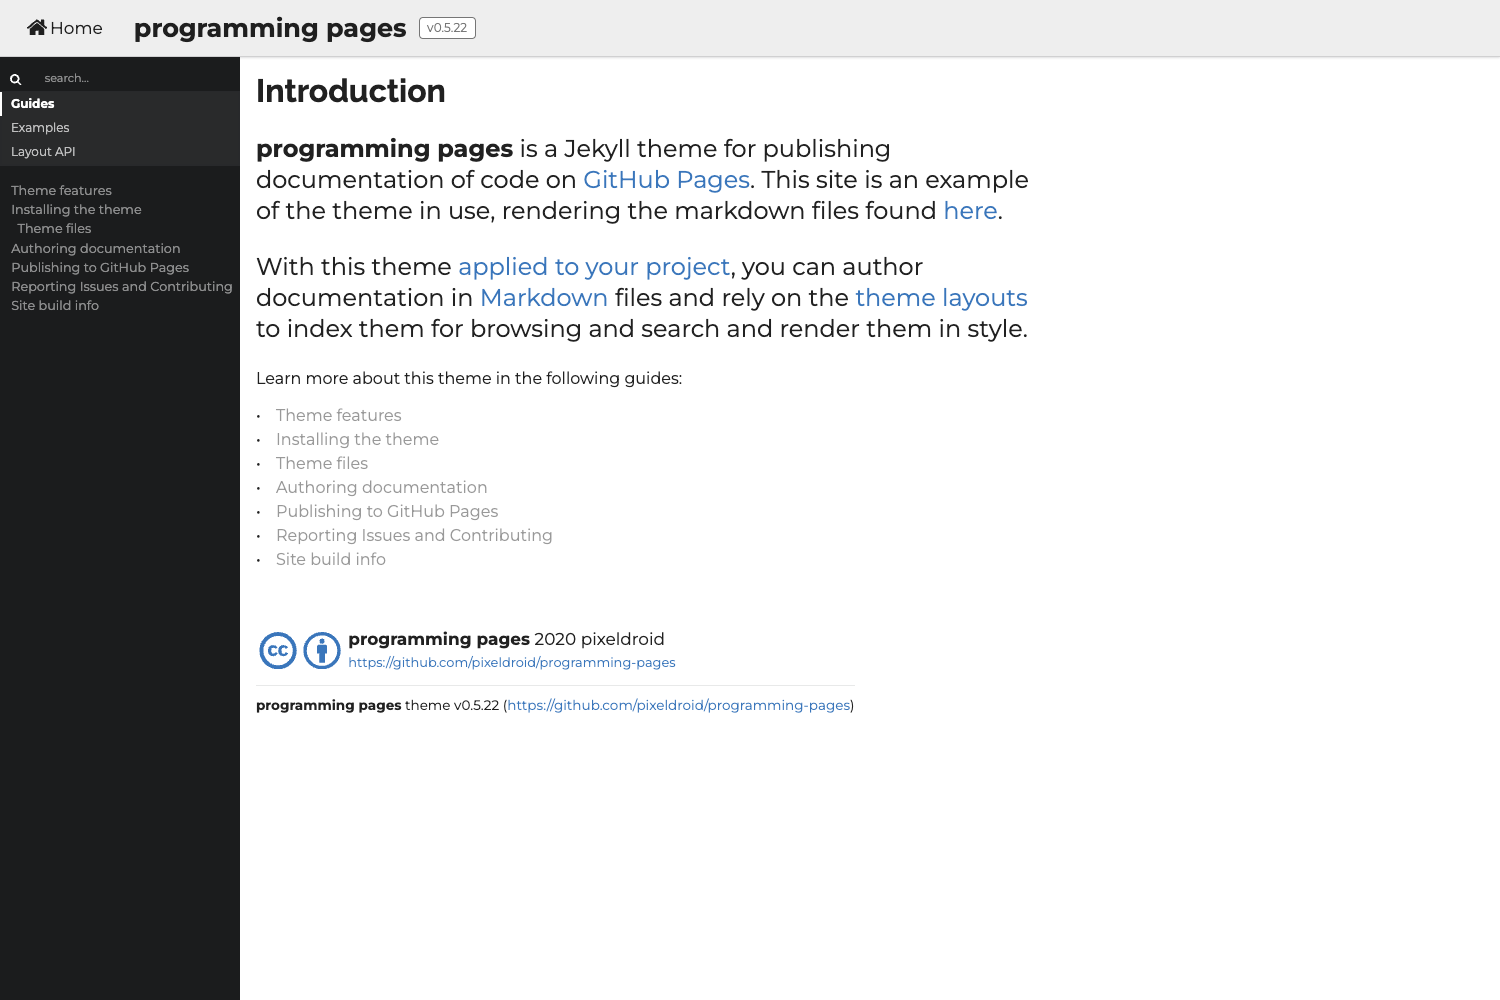 Home
programming pages
v0.5.22
search...
Guides
Examples
Layout API
Theme features
Installing the theme
Theme files
Authoring documentation
Publishing to GitHub Pages
Reporting Issues and Contributing
Site build info
Introduction
programming pages is a Jekyll theme for publishing
documentation of code on GitHub Pages. This site is an example
of the theme in use, rendering the markdown files found here.
With this theme applied to your project, you can author
documentation in Markdown files and rely on the theme layouts
to index them for browsing and search and render them in style.
Learn more about this theme in the following guides:
• Theme features
• Installing the theme
• Theme files
• Authoring documentation
• Publishing to GitHub Pages
• Reporting Issues and Contributing
• Site build info
cc
programming pages 2020 pixeldroid
https://github.com/pixeldroid/programming-pages
programming pages theme v0.5.22 (https://github.com/pixeldroid/programming-pages)